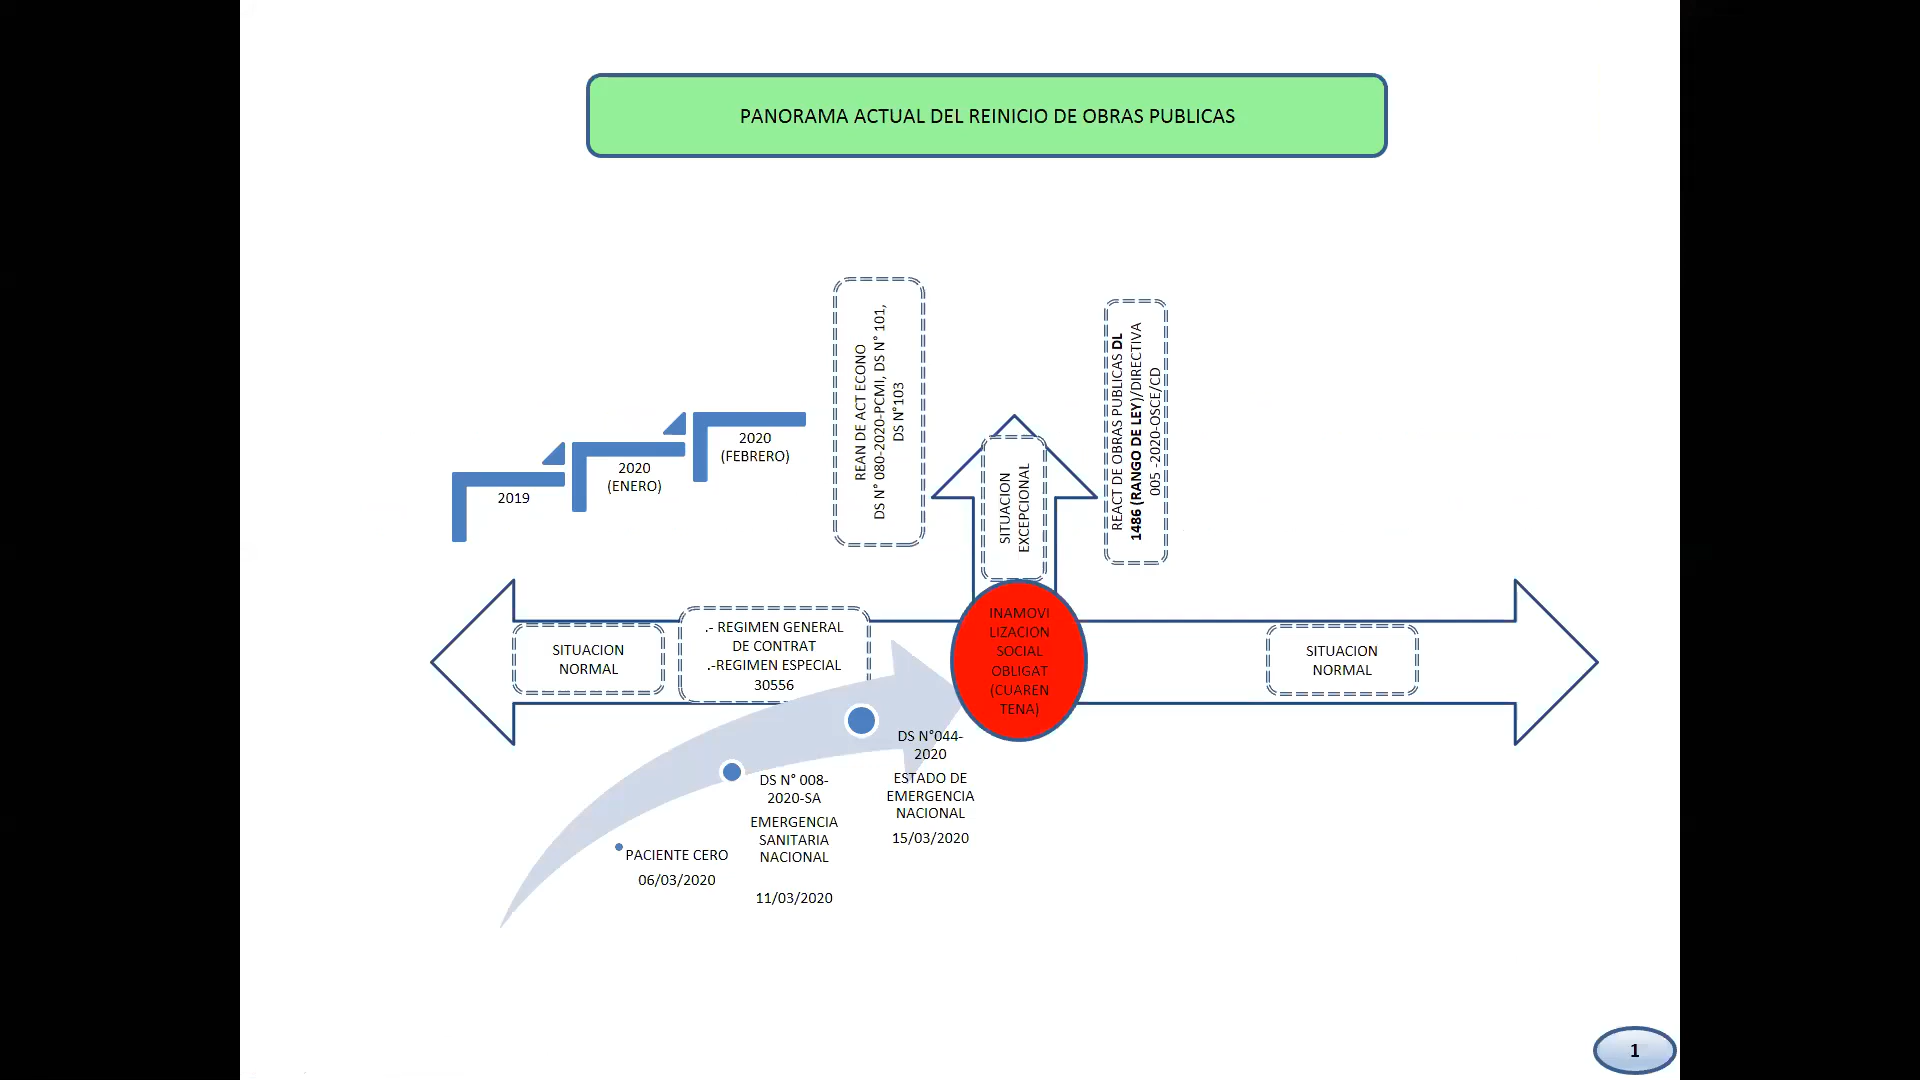 PANORAMA ACTUAL DEL REINICIO DE OBRAS PUBLICAS
2019
2020
(ENERO)
2020
(FEBRERO)
REAN DE ACT ECONO
DS N° 080-2020-PCMI, DS N° 101,
DS N°103
SITUACION
EXCEPCIONAL
REACT DE OBRAS PUBLICAS DL
1486 (RANGO DE LEY)/DIRECTIVA
005 -2020-OSCE/CD
SITUACION
NORMAL
.- REGIMEN GENERAL
DE CONTRAT
.-REGIMEN ESPECIAL
30556
INAMOVI
LIZACION
SOCIAL
OBLIGAT
(CUAREN
TENA)
SITUACION
NORMAL
PACIENTE CERO
06/03/2020
DS N° 008-
2020-SA
EMERGENCIA
SANITARIA
NACIONAL
11/03/2020
DS N°044-
2020
ESTADO DE
EMERGENCIA
NACIONAL
15/03/2020
1